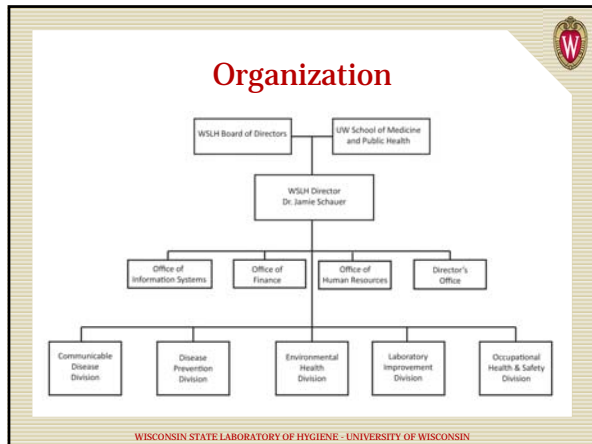 W
Organization
WSLH Board of Directors
UW School of Medicine
and Public Health
WSLH Director
Dr. Jamie Schauer
Office of
Information Systems
Office of
Finance
Office of
Human Resources
Director's
Office
Communicable
Disease
Division
Disease
Prevention
Division
Environmental
Health
Division
Laboratory
Improvement
Division
Occupational
Health & Safety
Division
WISCONSIN STATE LABORATORY OF HYGIENE - UNIVERSITY OF WISCONSIN